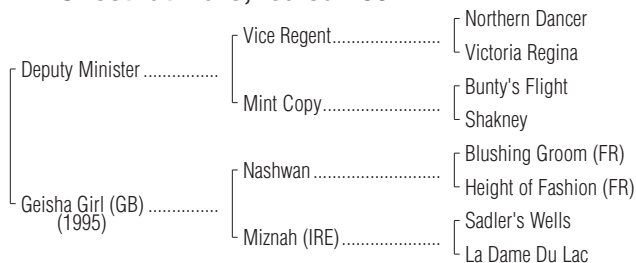 Northern Dancer
Vice Regent........................
Victoria Regina
Deputy Minister ................
Bunty's Flight
Mint Copy..........................
Shakney
Blushing Groom (FR)
Nashwan ............................
Height of Fashion (FR)
Geisha Girl (GB) ...............
(1995)
Sadler's Wells
Miznah (IRE)......................
La Dame Du Lac